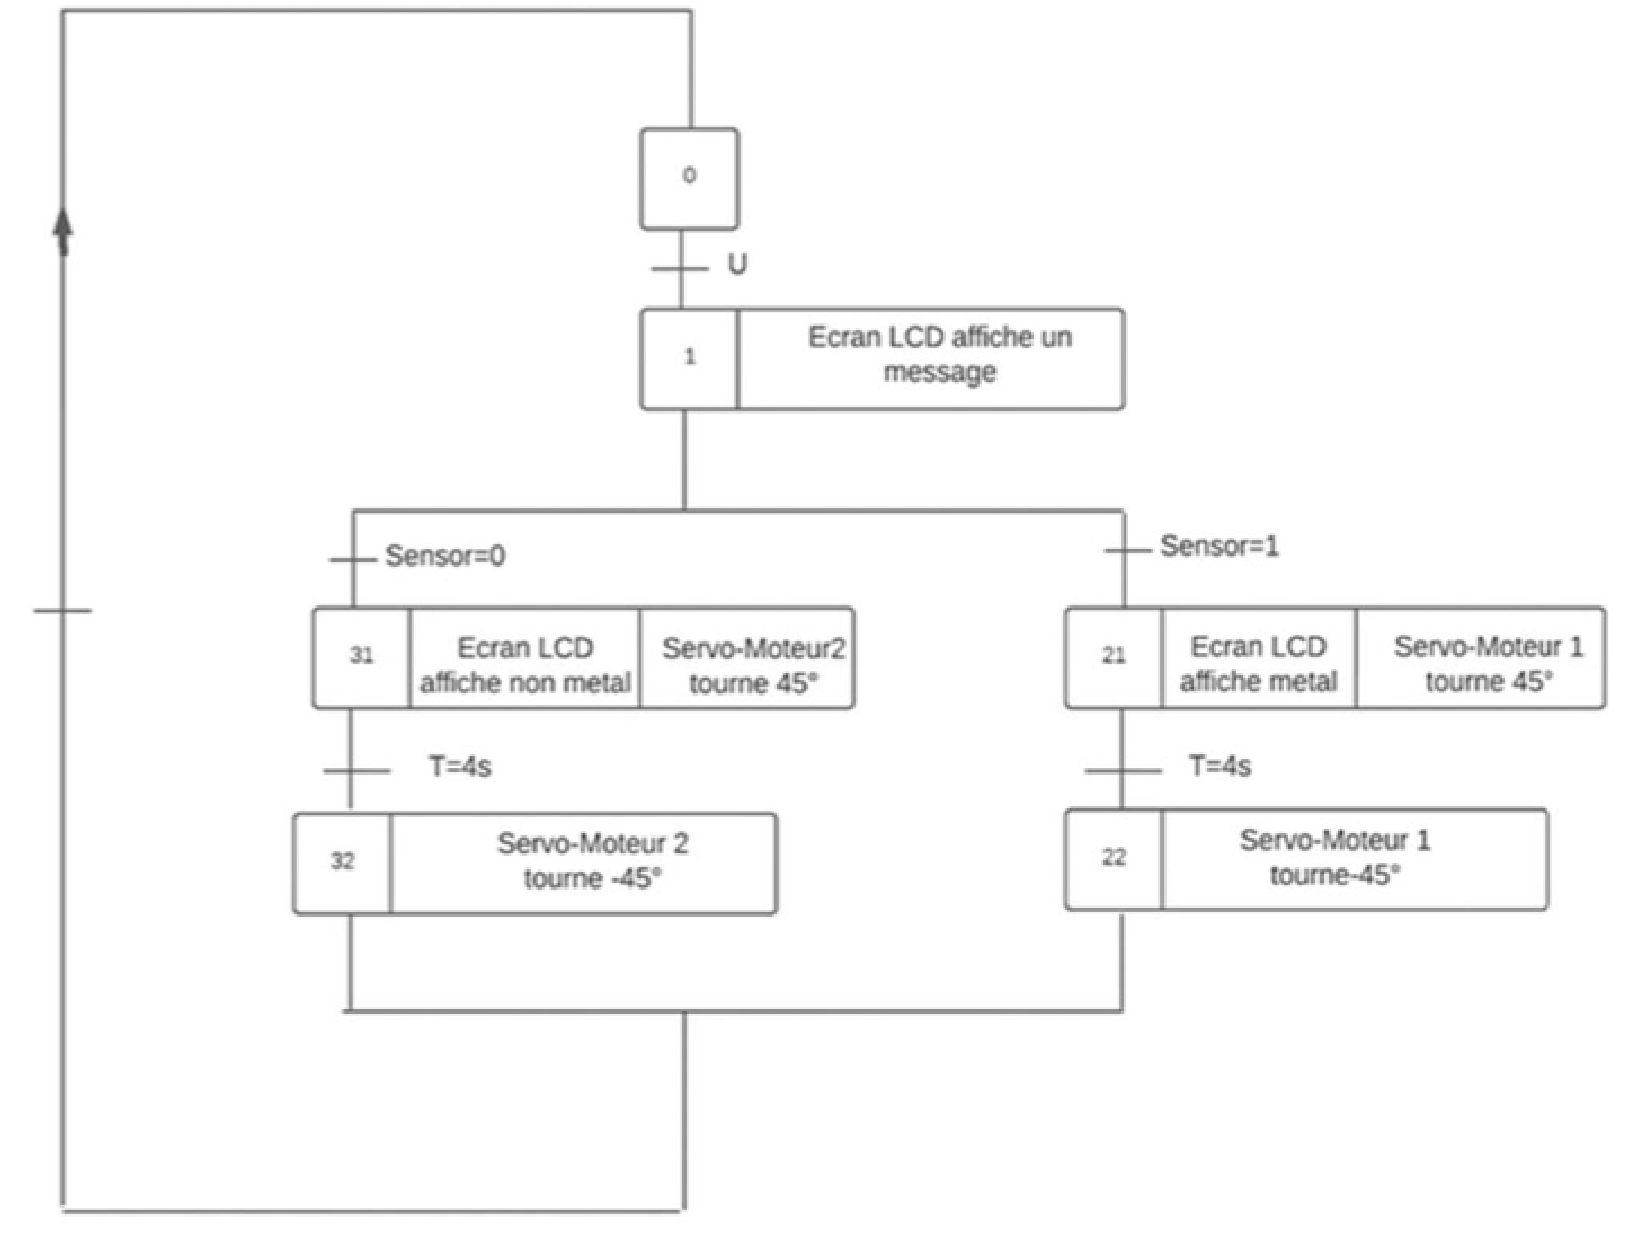 0
U
1
Ecran LCD affiche un
message
Sensor=0
Sensor=1
31
Ecran LCD
affiche non metal
Servo-Moteur2
tourne 45°
21
Ecran LCD
affiche metal
Servo-Moteur 1
tourne 45°
T=4s
T=4s
32
Servo-Moteur 2
tourne -45°
22
Servo-Moteur 1
tourne-45°